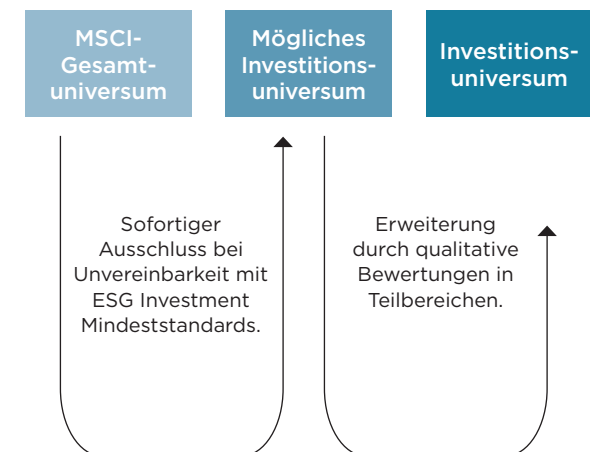 MSCI-
Gesamt-
universum
Mögliches
Investitions-
universum
Investitions-
universum
Sofortiger
Ausschluss bei
Unvereinbarkeit mit
ESG Investment
Mindeststandards.
Erweiterung
durch qualitative
Bewertungen in
Teilbereichen.